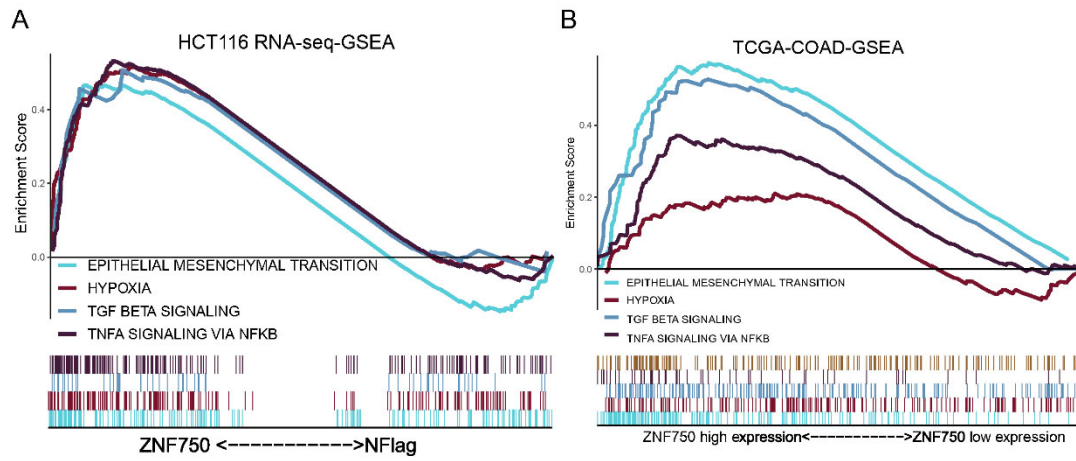 A
HCT116 RNA-seq-GSEA
Enrichment Score
0.4
0.2
0.0
EPITHELIAL MESENCHYMAL TRANSITION
HYPOXIA
TGF BETA SIGNALING
TNFA SIGNALING VIA NFKB
ZNF750 <------------->NFlag
B
TCGA-COAD-GSEA
Enrichment Score
0.4
0.2
0.0
EPITHELIAL MESENCHYMAL TRANSITION
HYPOXIA
TGF BETA SIGNALING
TNFA SIGNALING VIA NFKB
ZNF750 high expression<------------->ZNF750 low expression